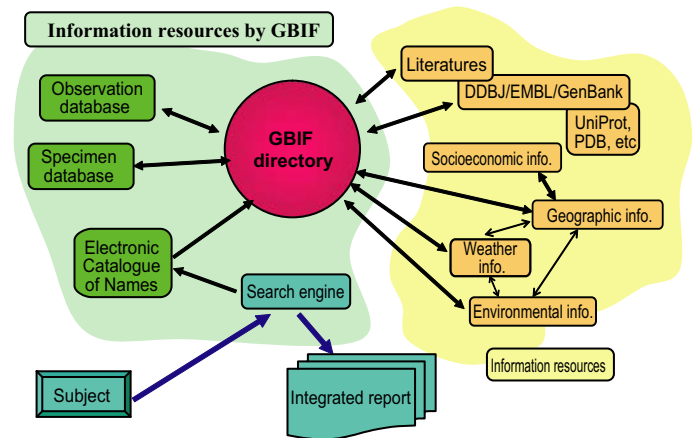 Information resources by GBIF
Observation
database
Specimen
database
Electronic
Catalogue
of Names
GBIF
directory
Search engine
Subject
Integrated report
Literatures
DDBJ/EMBL/GenBank
UniProt,
PDB, etc
Socioeconomic info.
Geographic info.
Weather
info.
Environmental info.
Information resources